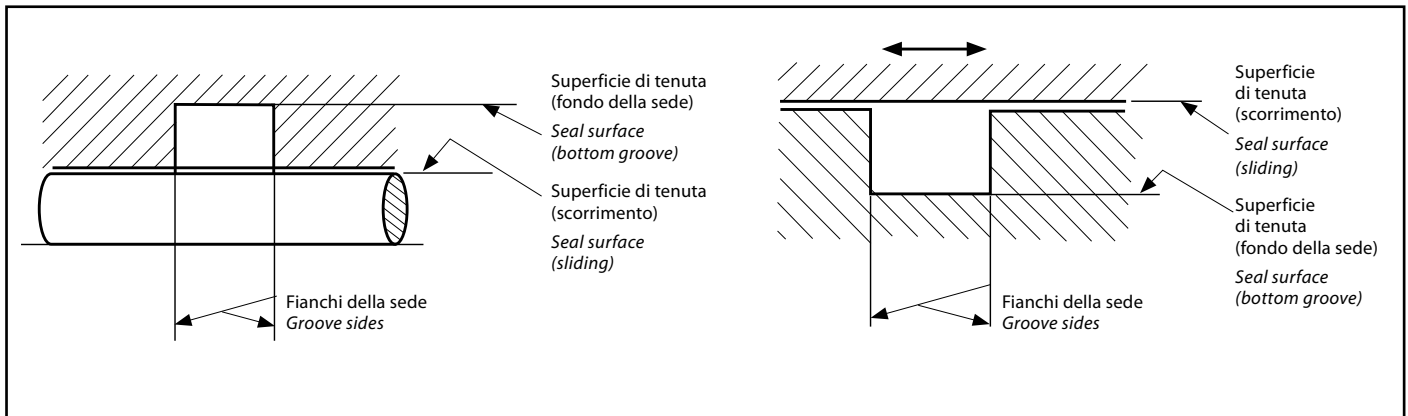 Superficie di tenuta
(fondo della sede)
Seal surface
(bottom groove)
Superficie di tenuta
(scorrimento)
Seal surface
(sliding)
Fianchi della sede
Groove sides
Superficie
di tenuta
(scorrimento)
Seal surface
(sliding)
Superficie
di tenuta
(fondo della sede)
Seal surface
(bottom groove)
Fianchi della sede
Groove sides